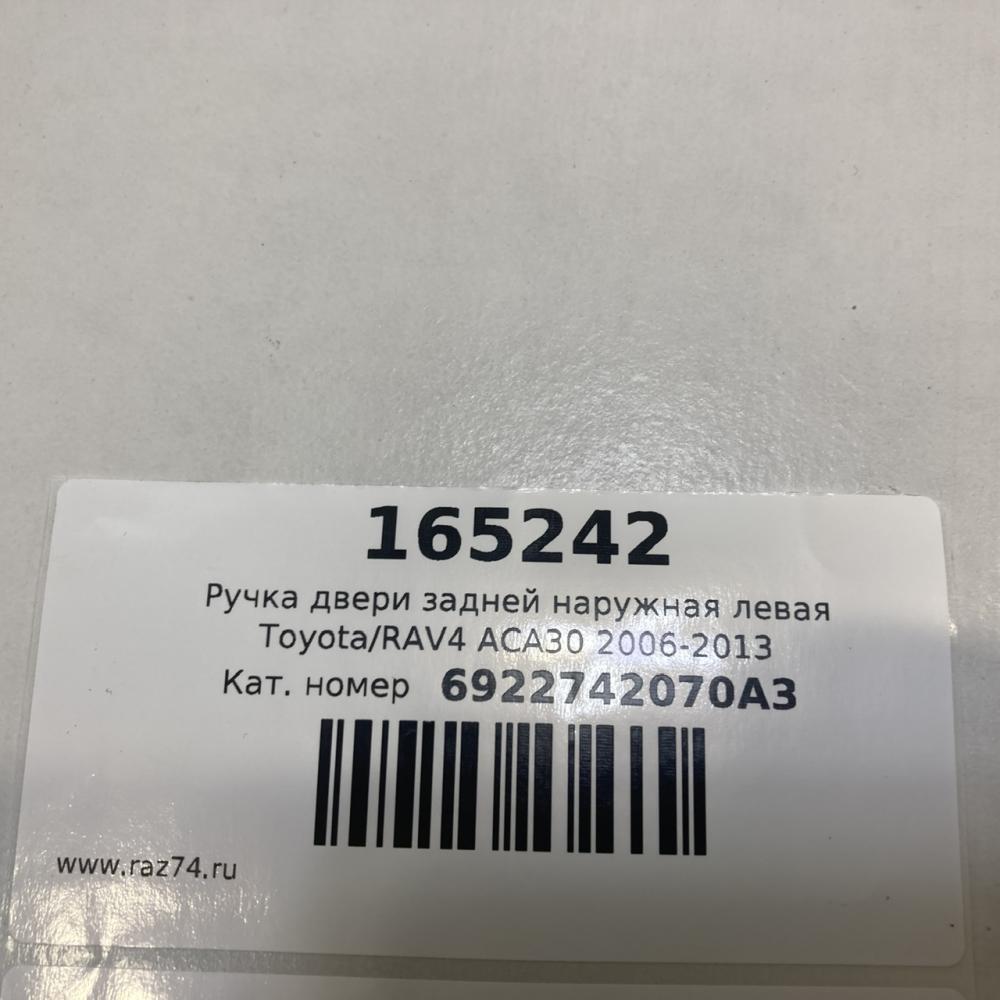 165242
Ручка двери задней наружная левая
Toyota/RAV4 ACA30 2006-2013
Кат. номер 6922742070A3
www.raz74.ru